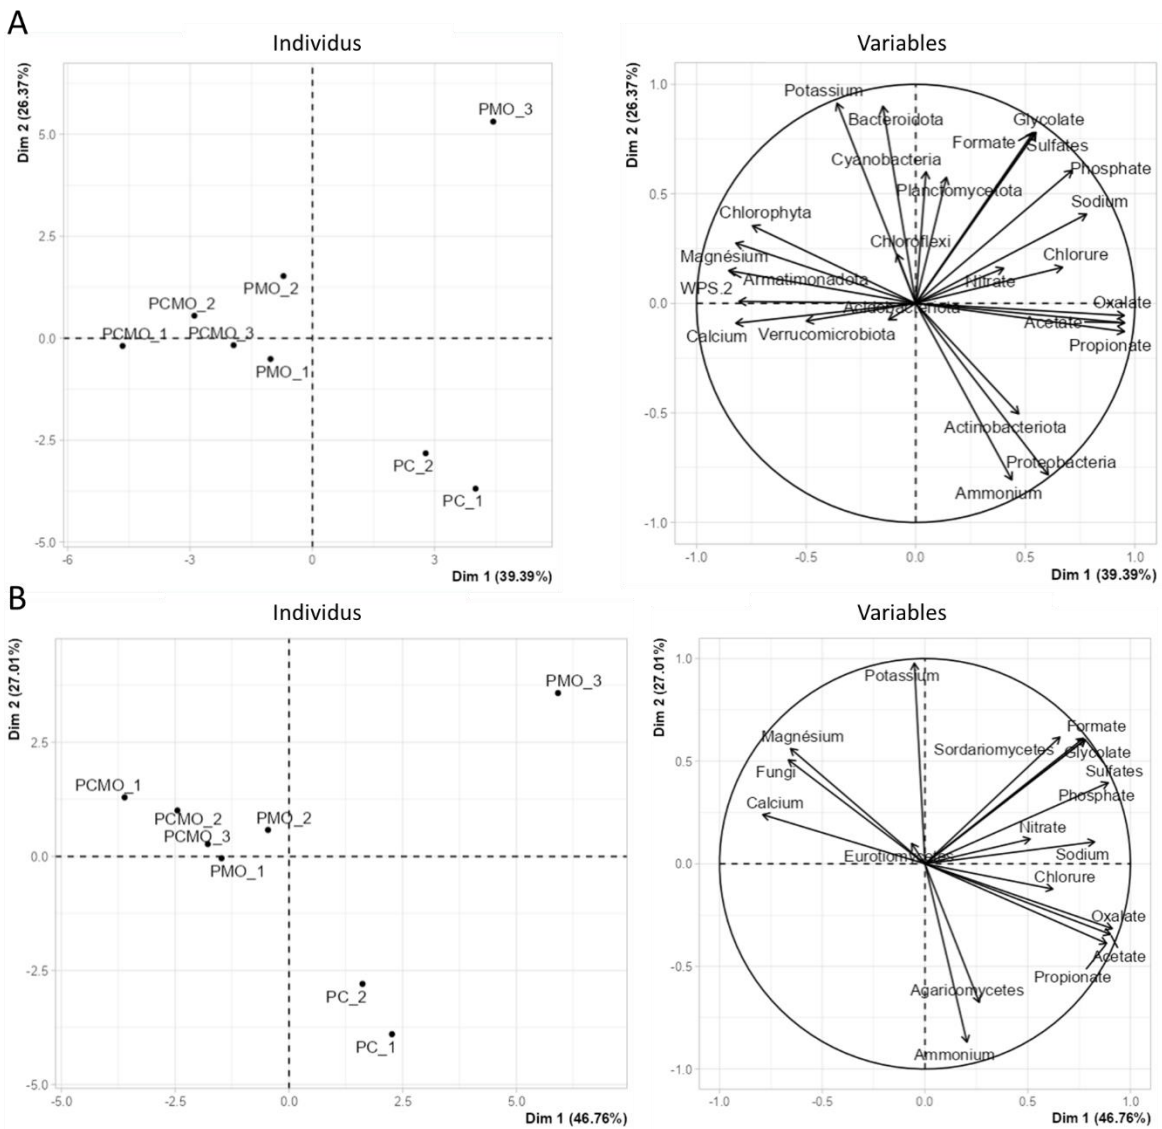 A
Individus
Dim 2 (26.37%)
5.0
2.5
0.0
-2.5
-5.0
PMO_3
PMO_2
PCMO_2
PCMO_1
PCMO_3
PMO_1
PC_2
PC_1
-6
-3
0
3
Dim 1 (39.39%)
Variables
Dim 2 (26.37%)
1.0
0.5
0.0
-0.5
-1.0
Potassium
Bacteroidota
Glycolate
Formate
Sulfates
Cyanobacteria
Phosphate
Planctomycetota
Sodium
Chlorophyta
Chloroflexi
Chlorure
Magnésium
Armatimonadota
Nitrate
WPS.2
Acidobacteriota
Oxalate
Acetate
Calcium
Verrucomicrobiota
Propionate
Actinobacteriota
Proteobacteria
Ammonium
-1.0
-0.5
0.0
0.5
1.0
Dim 1 (39.39%)
B
Individus
Dim 2 (27.01%)
2.5
0.0
-2.5
-5.0
PMO_3
PCMO_1
PCMO_2
PMO_2
PCMO_3
PMO_1
PC_2
PC_1
-5.0
-2.5
0.0
2.5
5.0
Dim 1 (46.76%)
Variables
Dim 2 (27.01%)
1.0
0.5
0.0
-0.5
-1.0
Potassium
Formate
Magnésium
Sordariomycetes
Glycolate
Fungi
Sulfates
Calcium
Phosphate
Nitrate
Eurotiomycetes
Sodium
Chlorure
Oxalate
Acetate
Propionate
Agaricomycetes
Ammonium
-1.0
-0.5
0.0
0.5
1.0
Dim 1 (46.76%)